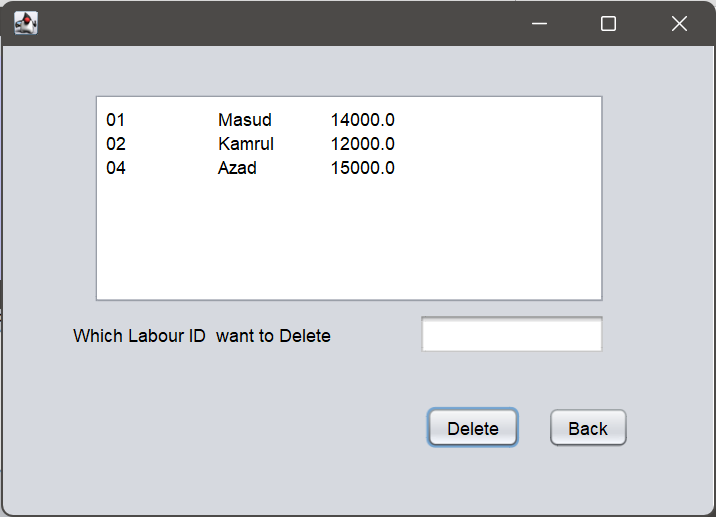 01 Masud 14000.0
02 Kamrul 12000.0
04 Azad 15000.0
Which Labour ID  want to Delete
Delete Back